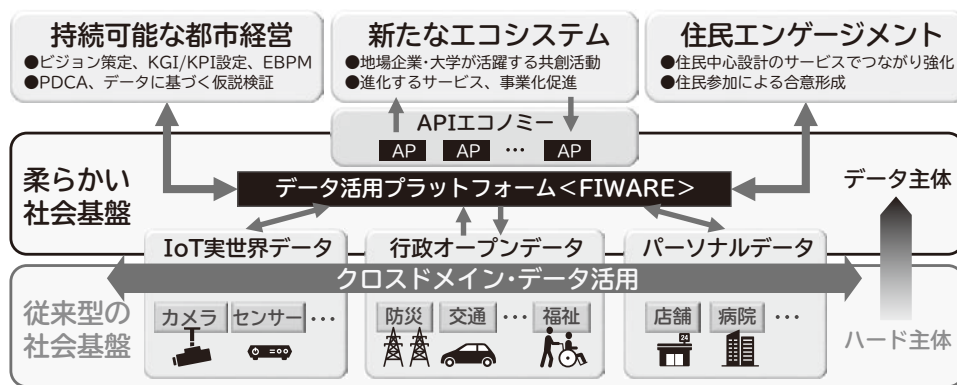 持続可能な都市経営
●ビジョン策定、KGI/KPI設定、EBPM
●PDCA、データに基づく仮説検証
新たなエコシステム
●地場企業・大学が活躍する共創活動
●進化するサービス、事業化促進
住民エンゲージメント
●住民中心設計のサービスでつながり強化
●住民参加による合意形成
APIエコノミー
AP AP … AP
柔らかい
社会基盤
データ活用プラットフォーム<FIWARE>
データ主体
IoT実世界データ
行政オープンデータ
パーソナルデータ
クロスドメイン・データ活用
従来型の
社会基盤
カメラ センサー …
防災 交通 … 福祉
店舗 病院 …
24
ハード主体